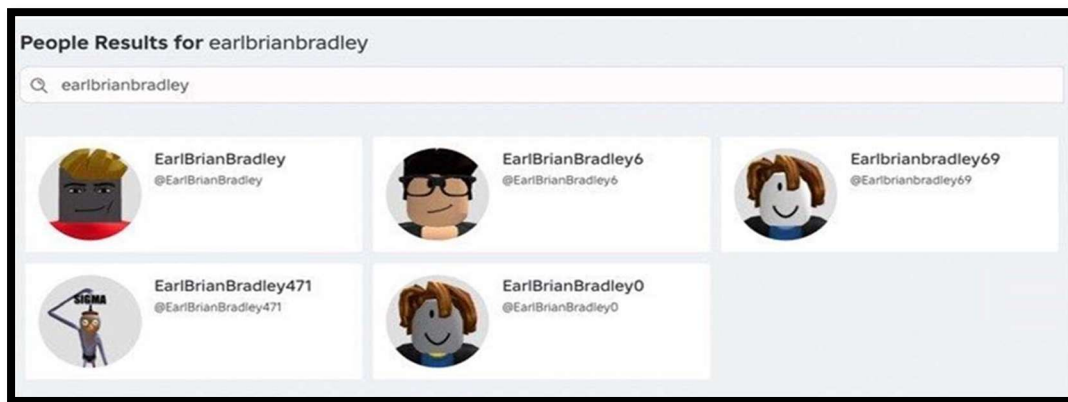 People Results for earlbrianbradley
earlbrianbradley
EarlBrianBradley
@EarlBrianBradley
EarlBrianBradley6
@EarlBrianBradley6
Earlbrianbradley69
@Earlbrianbradley69
SIGMA
EarlBrianBradley471
@EarlBrianBradley471
EarlBrianBradley0
@EarlBrianBradley0